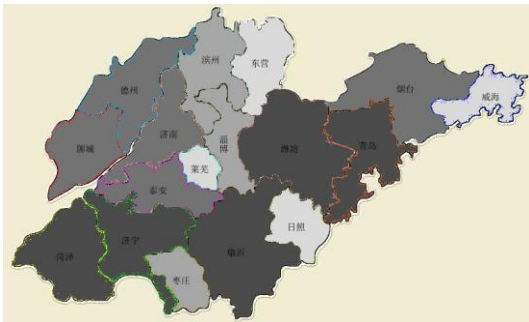 滨州
东营
德州
烟台
威海
聊城
济南
淄
博
潍坊
青岛
莱芜
泰安
日照
菏泽
济宁
临沂
枣庄